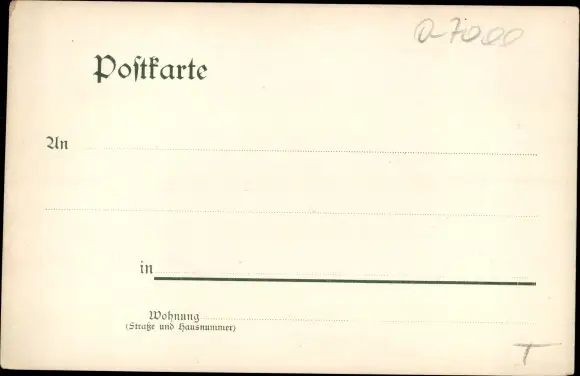 D-7000
Postkarte
An
in
Wohnung
(Straße und Hausnummer)
T